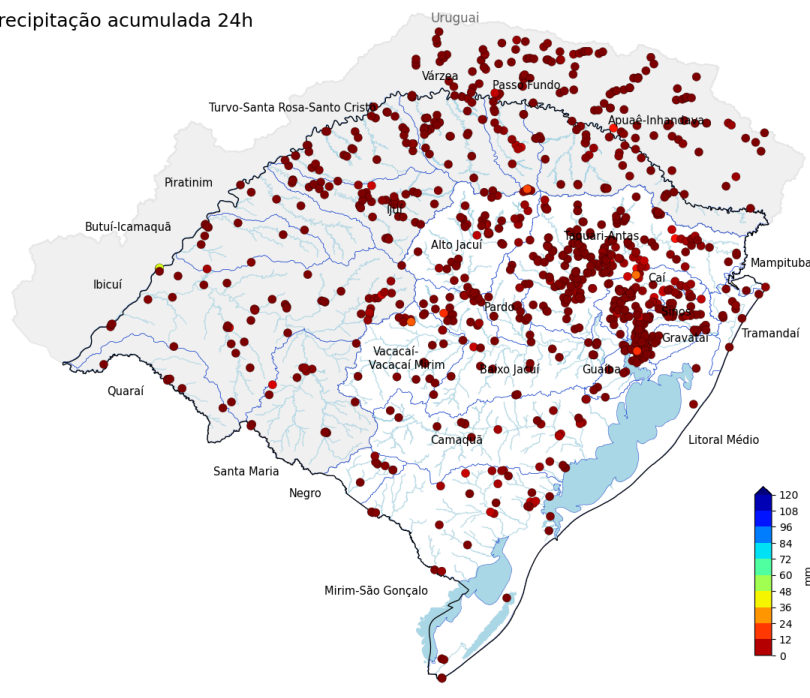 recipitação acumulada 24h
Uruguai
Várzea
Passo Fundo
Turvo-Santa Rosa-Santo Cristo
Apuaê-Inhandava
Piratinim
Ijuí
Butuí-Icamaquã
Alto Jacuí
Taquari-Antas
Mampituba
Ibicuí
Caí
Pardo
Sinos
Tramandaí
Gravataí
Vacacaí-
Vacacaí Mirim
Baixo Jacuí
Guaíba
Quaraí
Camaquã
Litoral Médio
Santa Maria
Negro
Mirim-São Gonçalo
120
108
96
84
72
60
48
36
24
12
0
mm